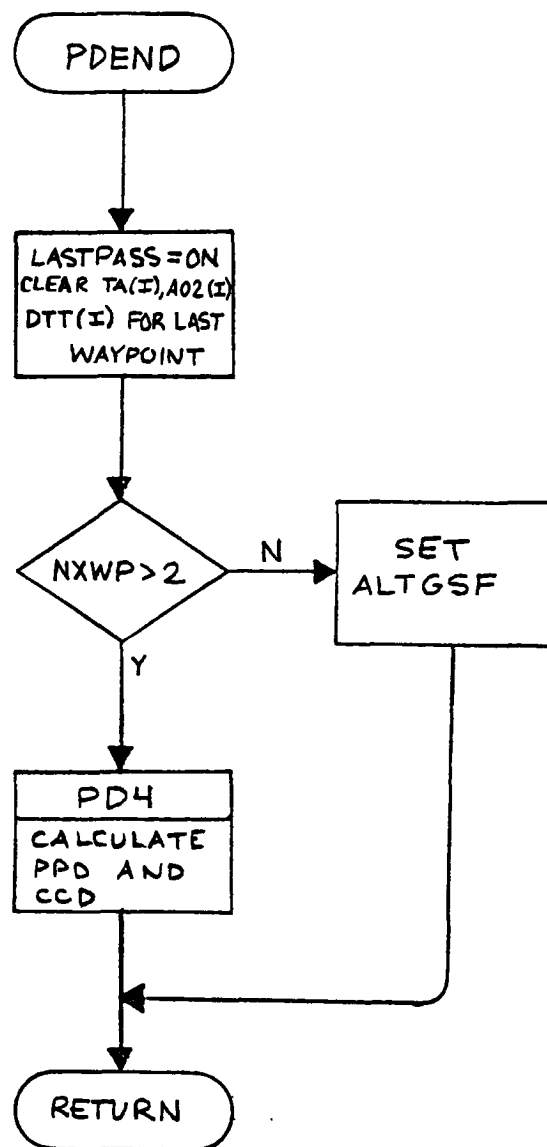 PDEND
LASTPASS = ON
CLEAR TA(I), AO2(I)
DTT(I) FOR LAST
WAYPOINT
NXWP > 2
N
SET
ALTGSF
Y
PD4
CALCULATE
PPD AND
CCD
RETURN